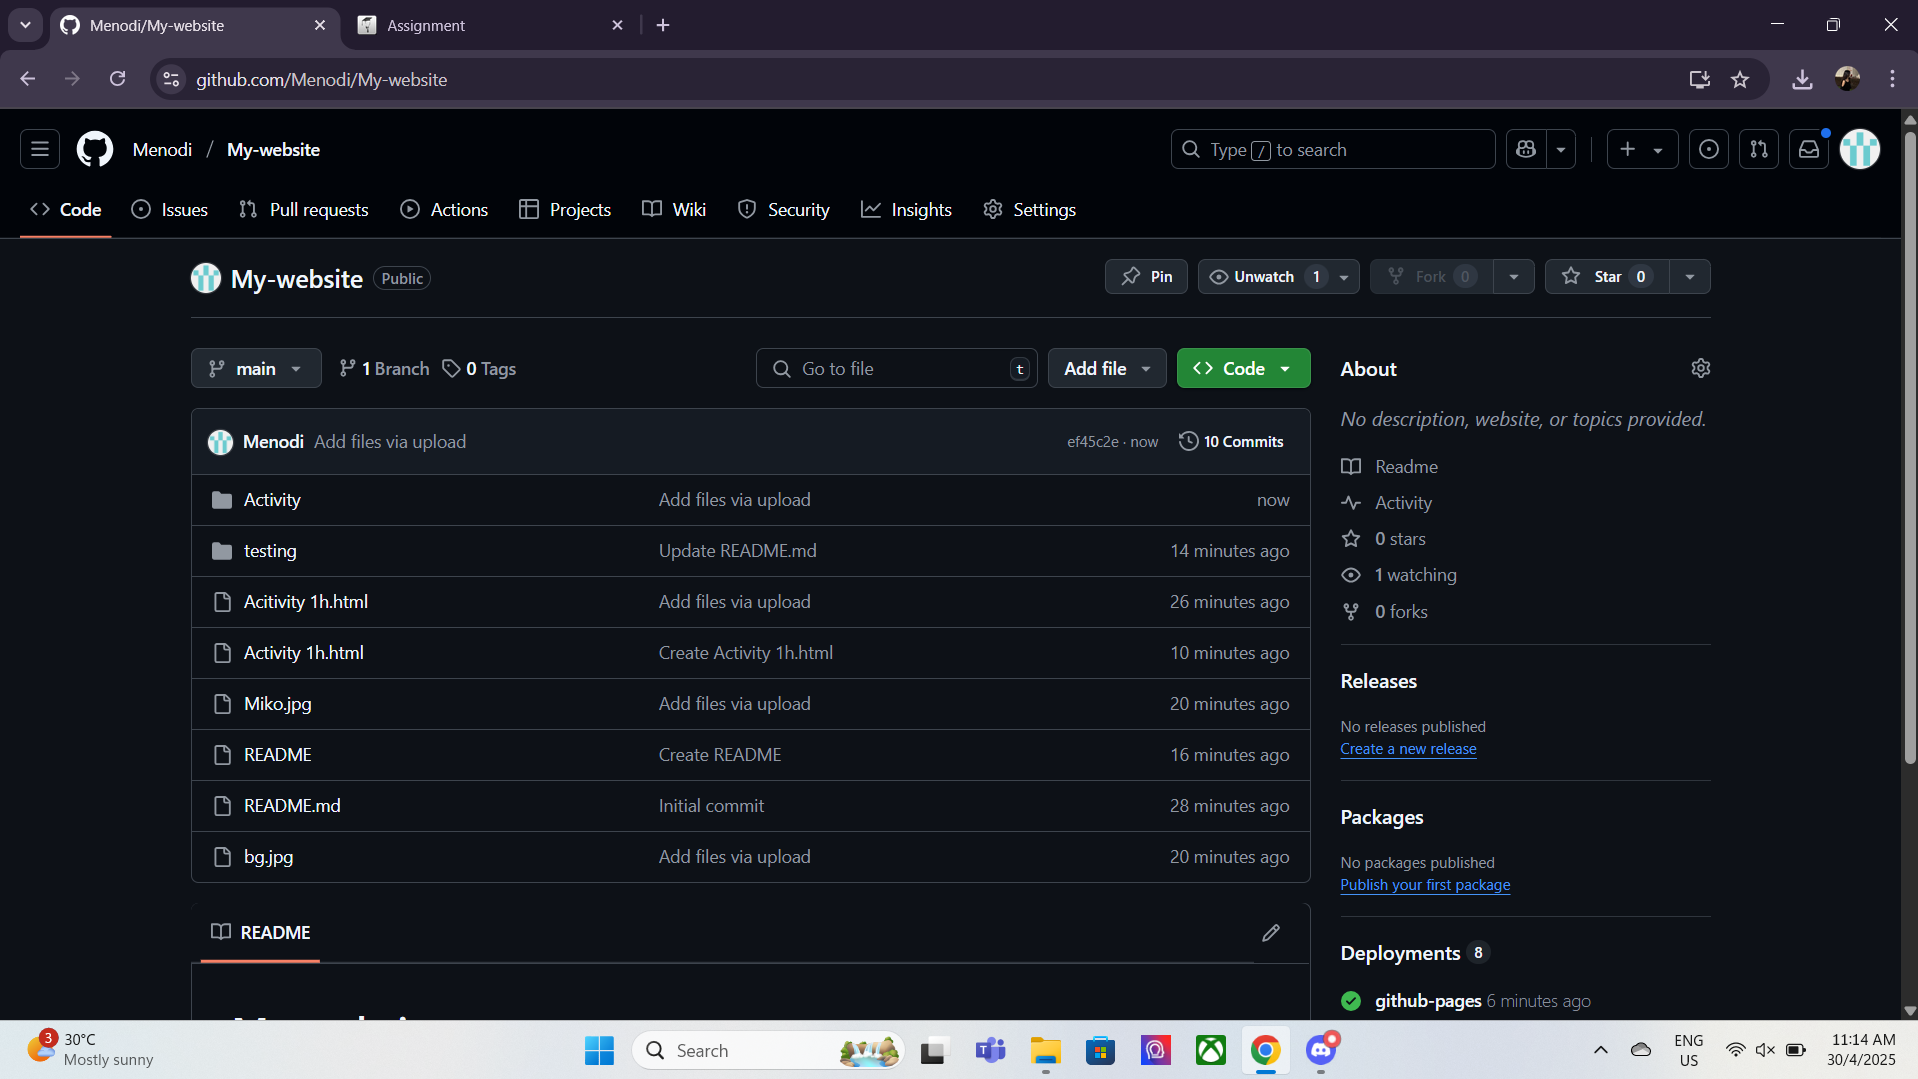 Menodi/My-website
Assignment
github.com/Menodi/My-website
Menodi / My-website
Type / to search
Code
Issues
Pull requests
Actions
Projects
Wiki
Security
Insights
Settings
My-website Public
Pin
Unwatch 1
Fork 0
Star 0
main
1 Branch
0 Tags
Go to file t
Add file
Code
Menodi Add files via upload ef45c2e · now 10 Commits
Activity Add files via upload now
testing Update README.md 14 minutes ago
Acitivity 1h.html Add files via upload 26 minutes ago
Activity 1h.html Create Activity 1h.html 10 minutes ago
Miko.jpg Add files via upload 20 minutes ago
README Create README 16 minutes ago
README.md Initial commit 28 minutes ago
bg.jpg Add files via upload 20 minutes ago
README
About
No description, website, or topics provided.
Readme
Activity
0 stars
1 watching
0 forks
Releases
No releases published
Create a new release
Packages
No packages published
Publish your first package
Deployments 8
github-pages 6 minutes ago
3
30°C
Mostly sunny
Search
ENG
US
11:14 AM
30/4/2025